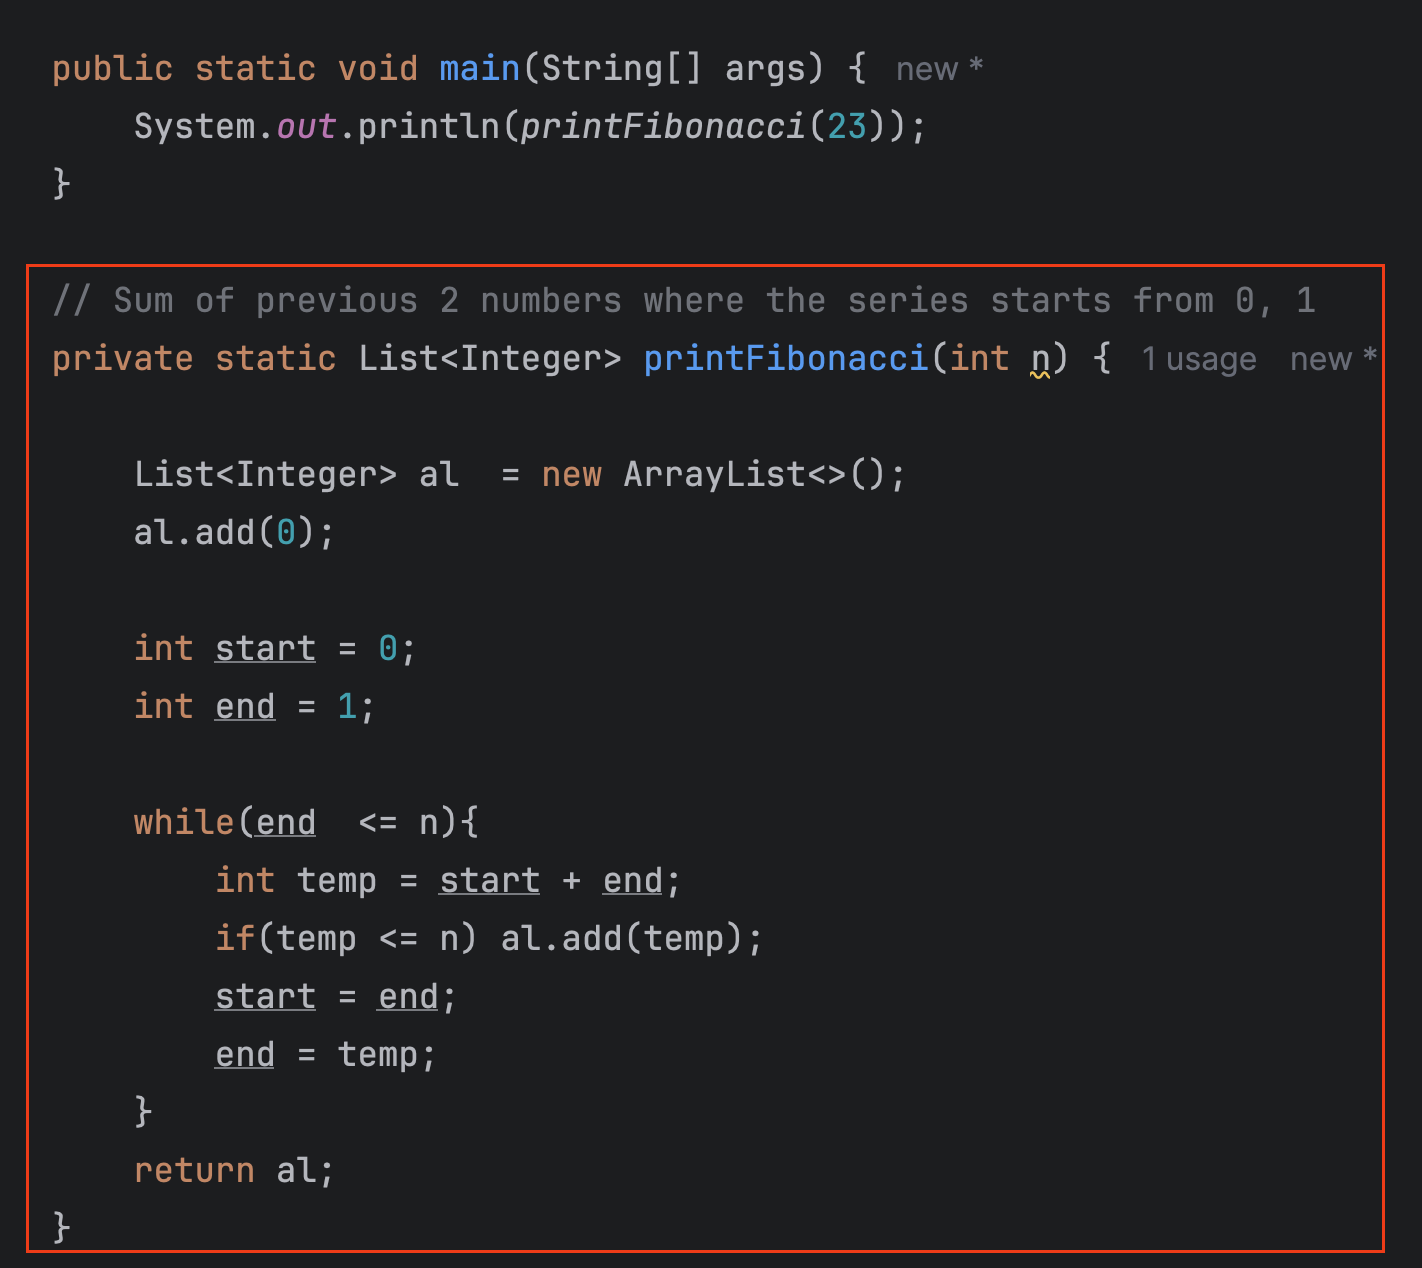 public static void main(String[] args) { new *
    System.out.println(printFibonacci(23));
}
// Sum of previous 2 numbers where the series starts from 0, 1
private static List<Integer> printFibonacci(int n) { 1 usage new *
    List<Integer> al  = new ArrayList<>();
    al.add(0);
    int start = 0;
    int end = 1;
    while(end  <= n){
        int temp = start + end;
        if(temp <= n) al.add(temp);
        start = end;
        end = temp;
    }
    return al;
}